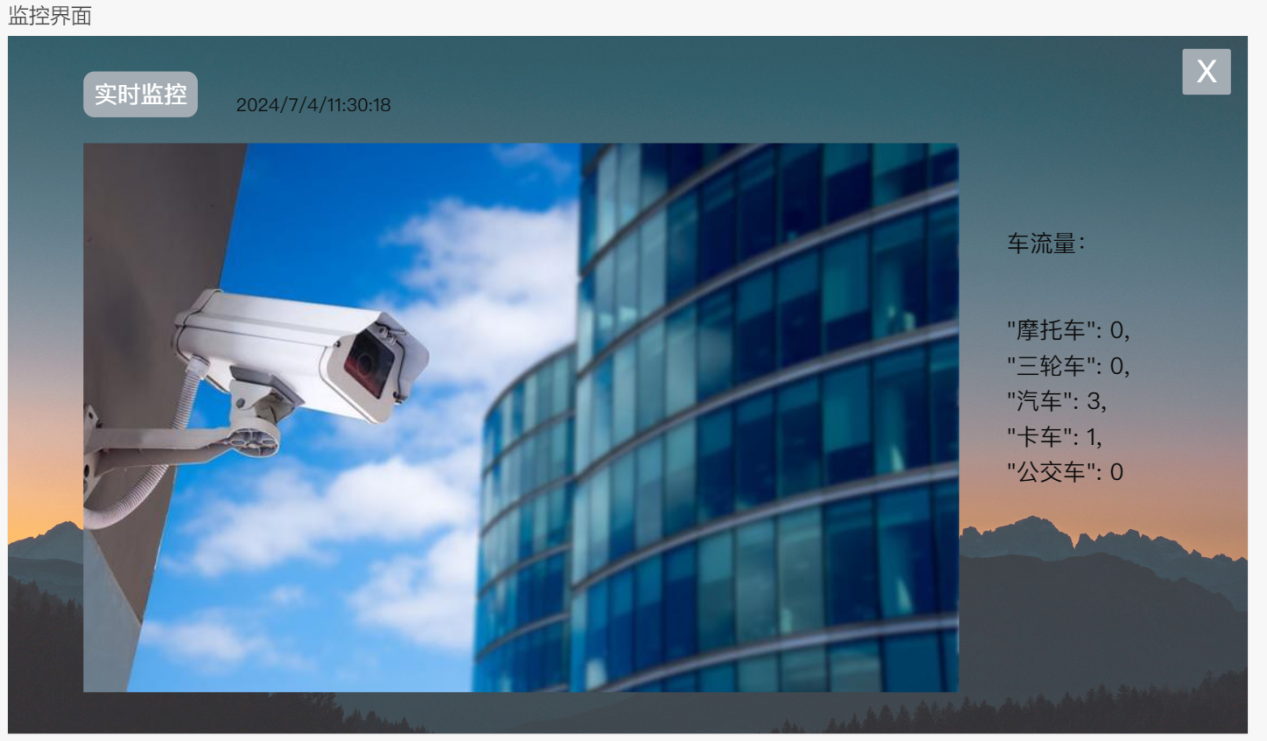 监控界面
实时监控
2024/7/4/11:30:18
X
车流量：
"摩托车": 0,
"三轮车": 0,
"汽车": 3,
"卡车": 1,
"公交车": 0